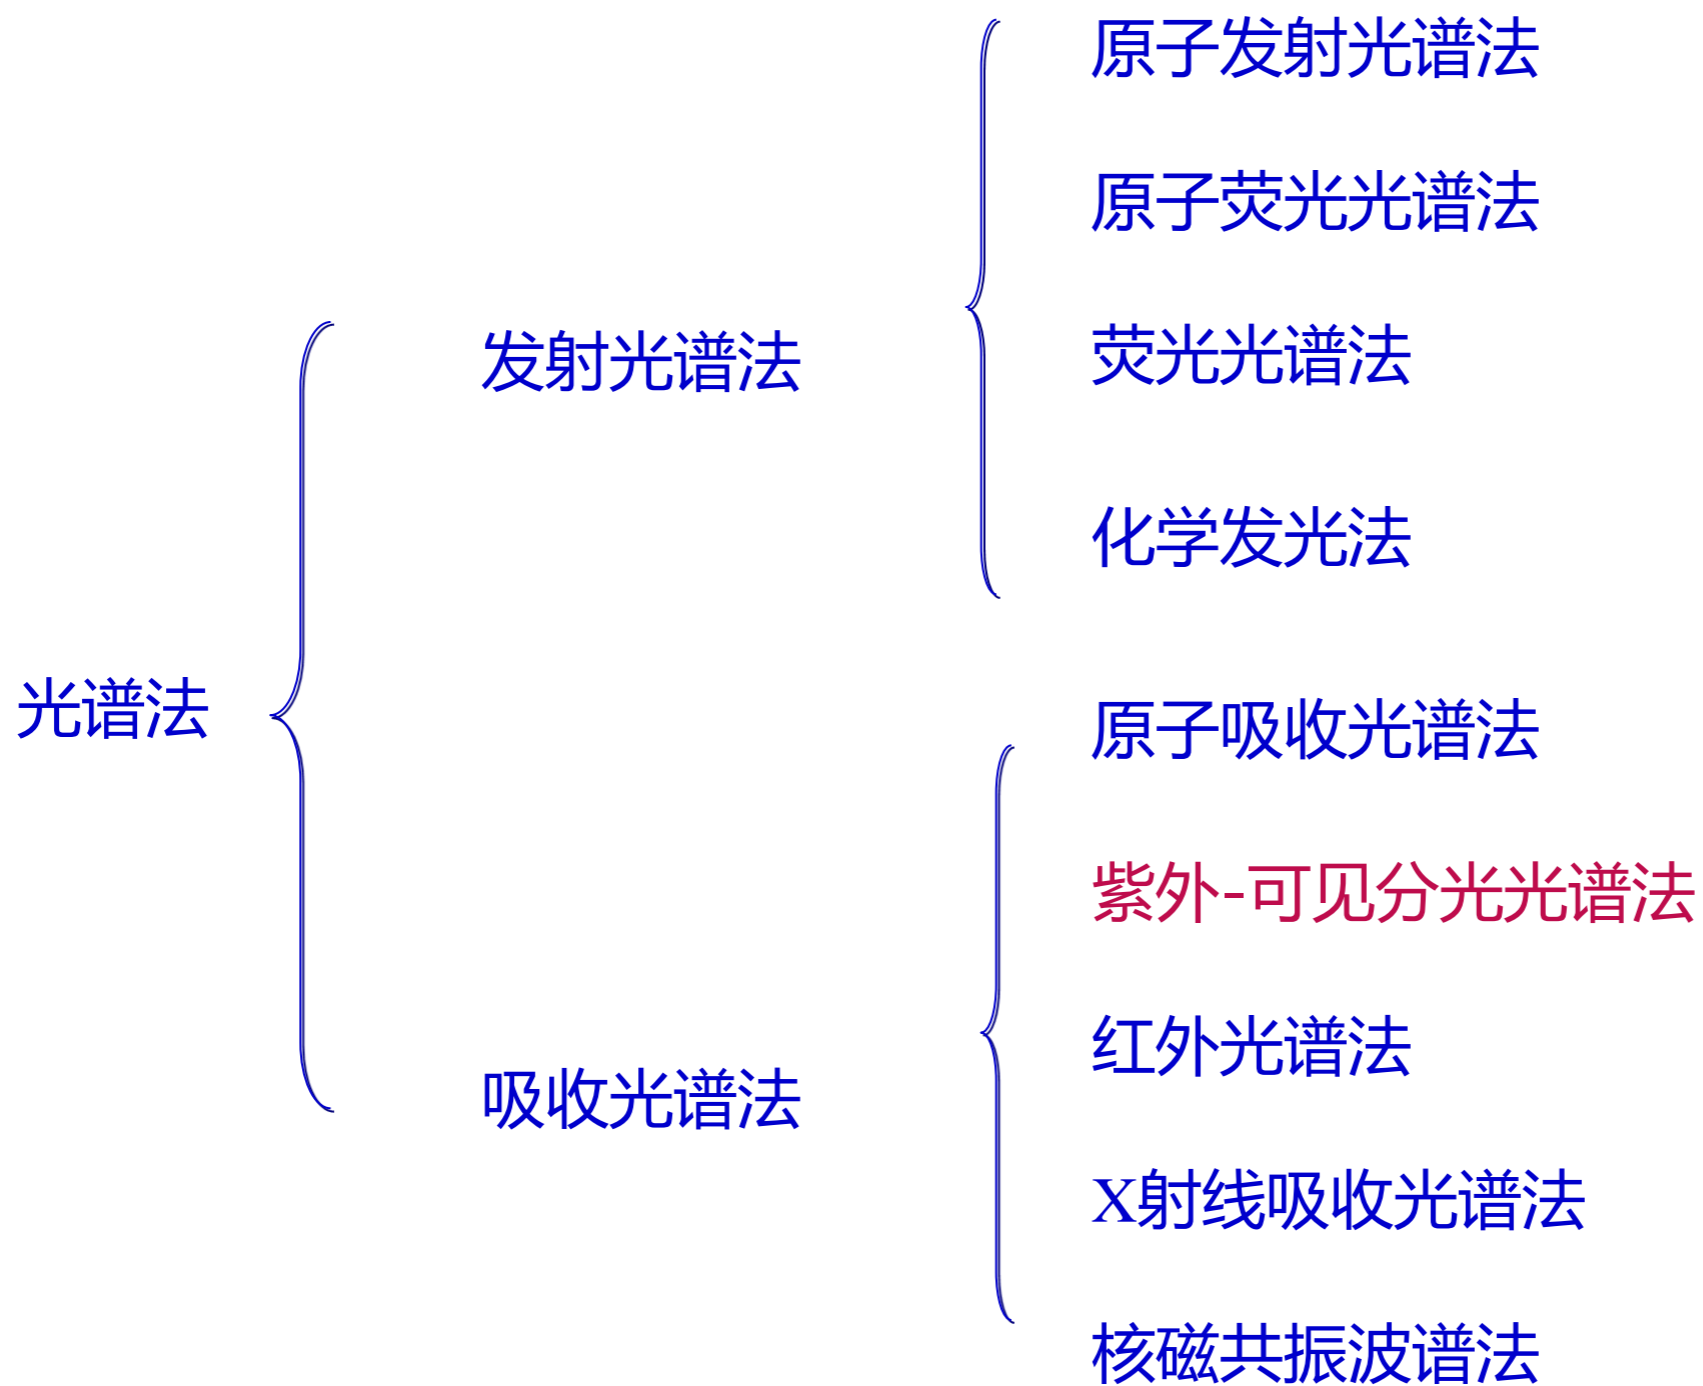 光谱法
发射光谱法
原子发射光谱法
原子荧光光谱法
荧光光谱法
化学发光法
吸收光谱法
原子吸收光谱法
紫外-可见分光光谱法
红外光谱法
X射线吸收光谱法
核磁共振波谱法